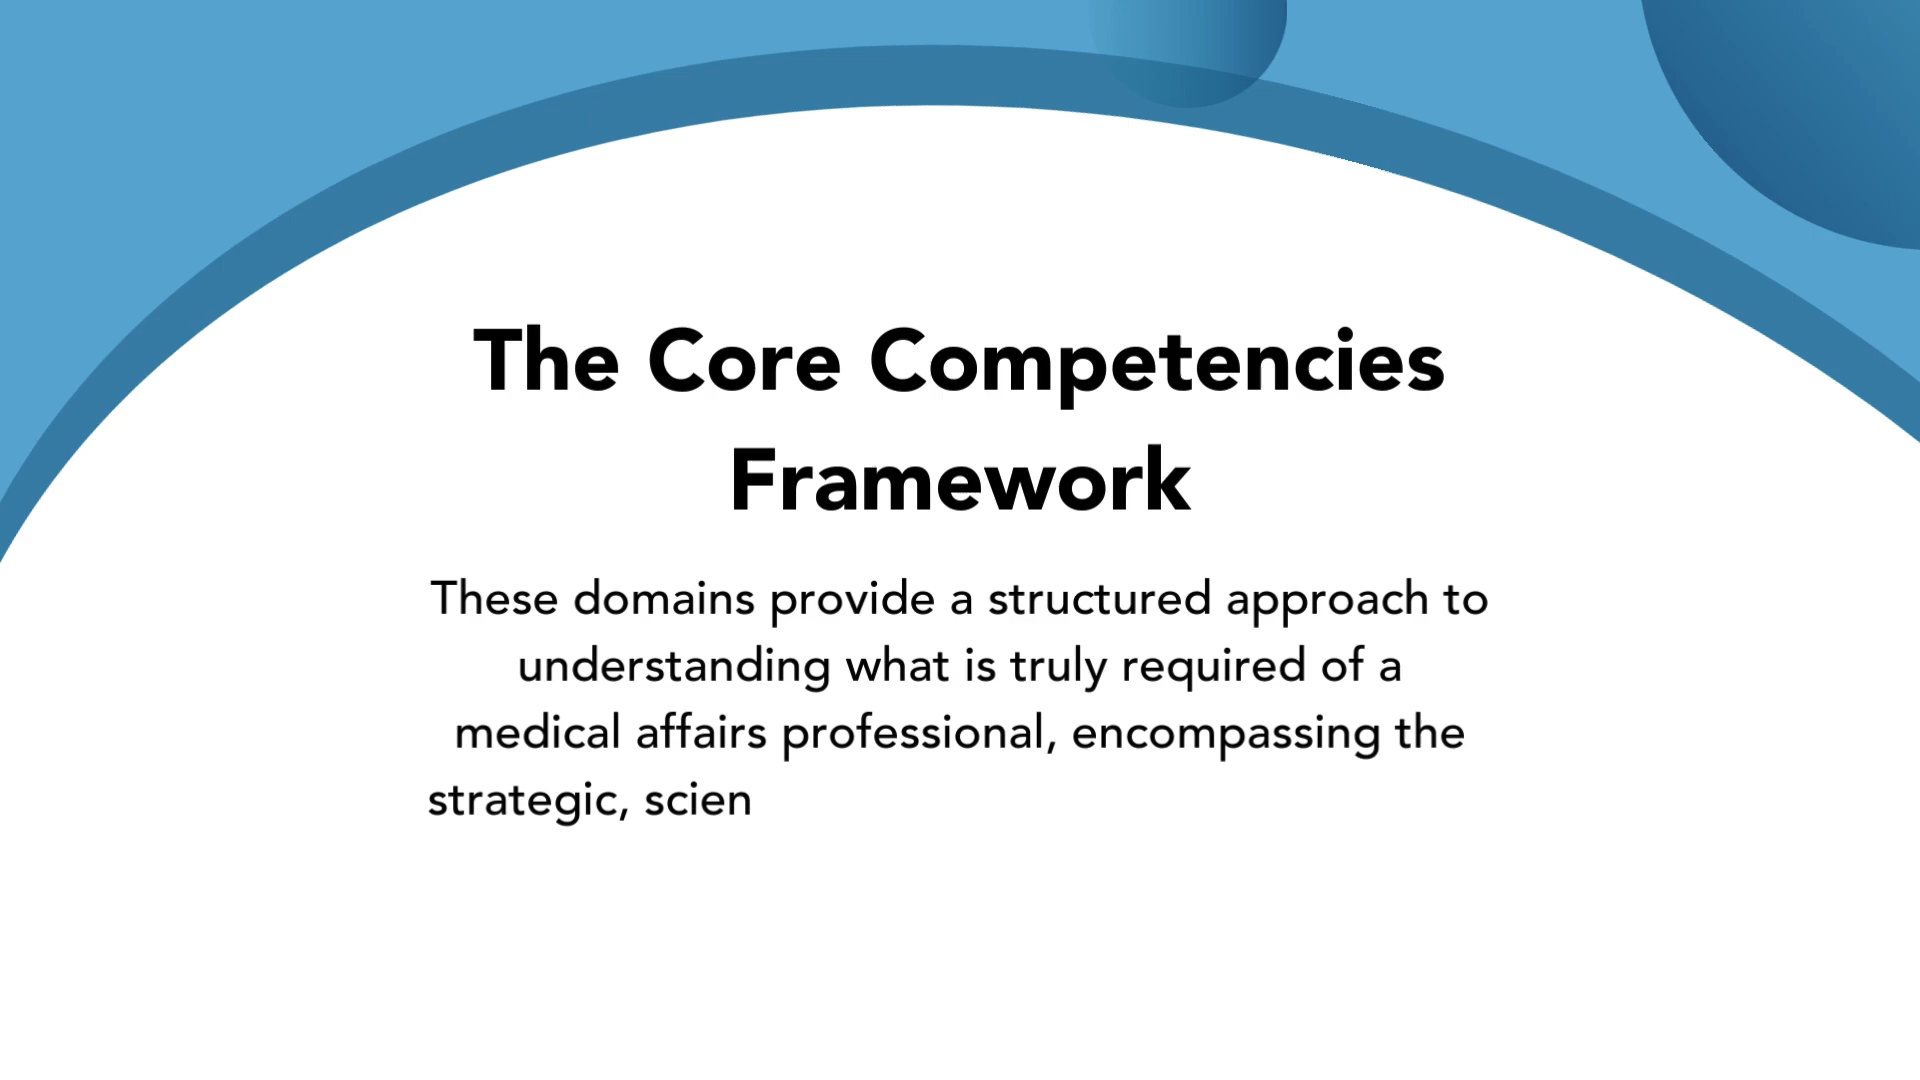 The Core Competencies
Framework
These domains provide a structured approach to
understanding what is truly required of a
medical affairs professional, encompassing the
strategic, scien